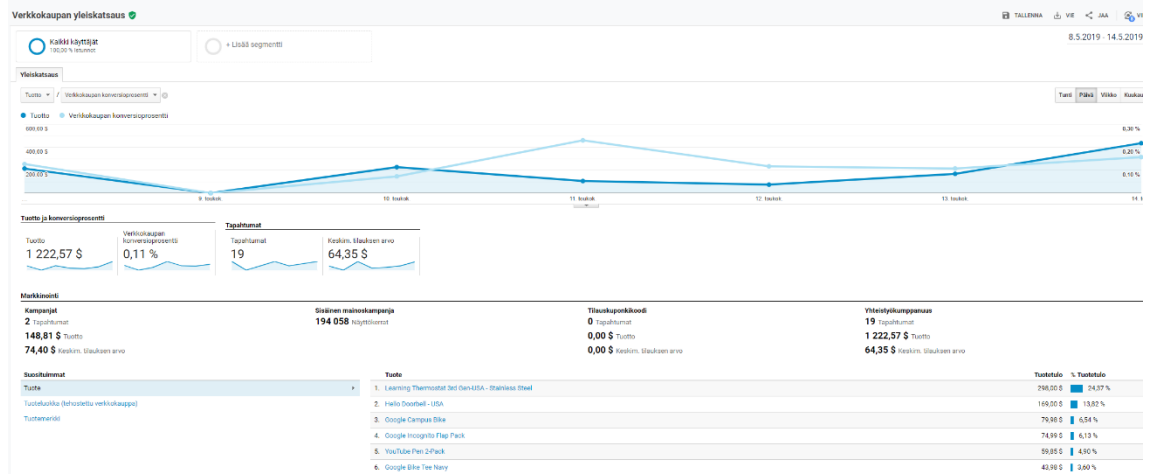 Verkkokaupan yleiskatsaus
TALLENNA VIE JAA
8.5.2019 - 14.5.2019
Kaikki käyttäjät
100,00 % Istunnot
+ Lisää segmentti
Yleiskatsaus
Tuotto / Verkkokaupan konversioprosentti
Tunti Päivä Viikko
Tuotto Verkkokaupan konversioprosentti
600,00 $ 0,30 %
400,00 $ 0,20 %
200,00 $ 0,10 %
9. toukok. 10. toukok. 11. toukok. 12. toukok. 13. toukok.
Tuotto ja konversioprosentti
Tapahtumat
Tuotto
1 222,57 $
Verkkokaupan konversioprosentti
0,11 %
Tapahtumat
19
Keskim. tilauksen arvo
64,35 $
Markkinointi
Kampanjat
2 Tapahtumat
148,81 $ Tuotto
74,40 $ Keskim. tilauksen arvo
Sisäinen mainoskampanja
194 058 Näyttökerrat
Tilauskuponkikoodi
0 Tapahtumat
0,00 $ Tuotto
0,00 $ Keskim. tilauksen arvo
Yhteistyökumppanuus
19 Tapahtumat
1 222,57 $ Tuotto
64,35 $ Keskim. tilauksen arvo
Suosituimmat
Tuote
Tuoteluokka (tehostettu verkkokauppa)
Tuotemerkki
Tuote Tuotetulo % Tuotetulo
1. Learning Thermostat 3rd Gen-USA - Stainless Steel 298,00 $ 24,37 %
2. Hello Doorbell - USA 169,00 $ 13,82 %
3. Google Campus Bike 79,98 $ 6,54 %
4. Google Incognito Flap Pack 74,99 $ 6,13 %
5. YouTube Pen 2-Pack 59,85 $ 4,90 %
6. Google Bike Tee Navy 43,98 $ 3,60 %